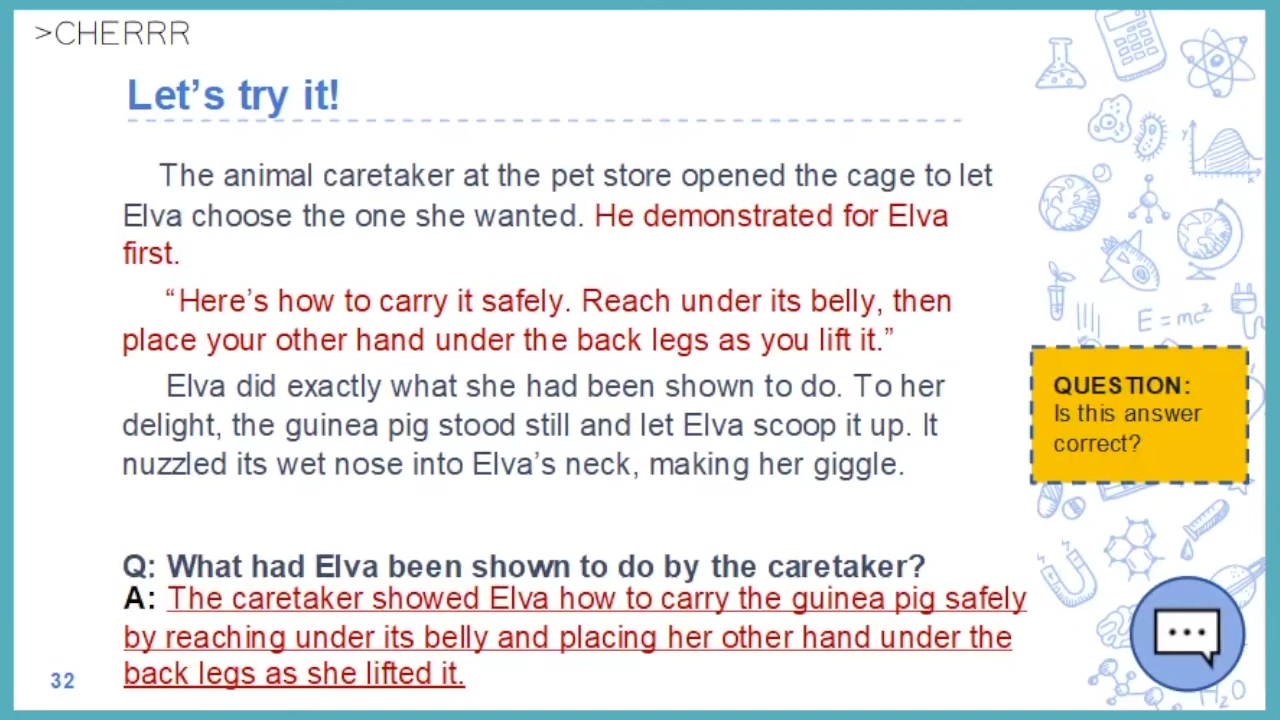 >CHERRR
Let's try it!
The animal caretaker at the pet store opened the cage to let
Elva choose the one she wanted. He demonstrated for Elva
first.
“Here's how to carry it safely. Reach under its belly, then
place your other hand under the back legs as you lift it.”
Elva did exactly what she had been shown to do. To her
delight, the guinea pig stood still and let Elva scoop it up. It
nuzzled its wet nose into Elva's neck, making her giggle.
Q: What had Elva been shown to do by the caretaker?
A: The caretaker showed Elva how to carry the guinea pig safely
by reaching under its belly and placing her other hand under the
back legs as she lifted it.
32
QUESTION:
Is this answer
correct?
y
x
E=mc²
H₂O